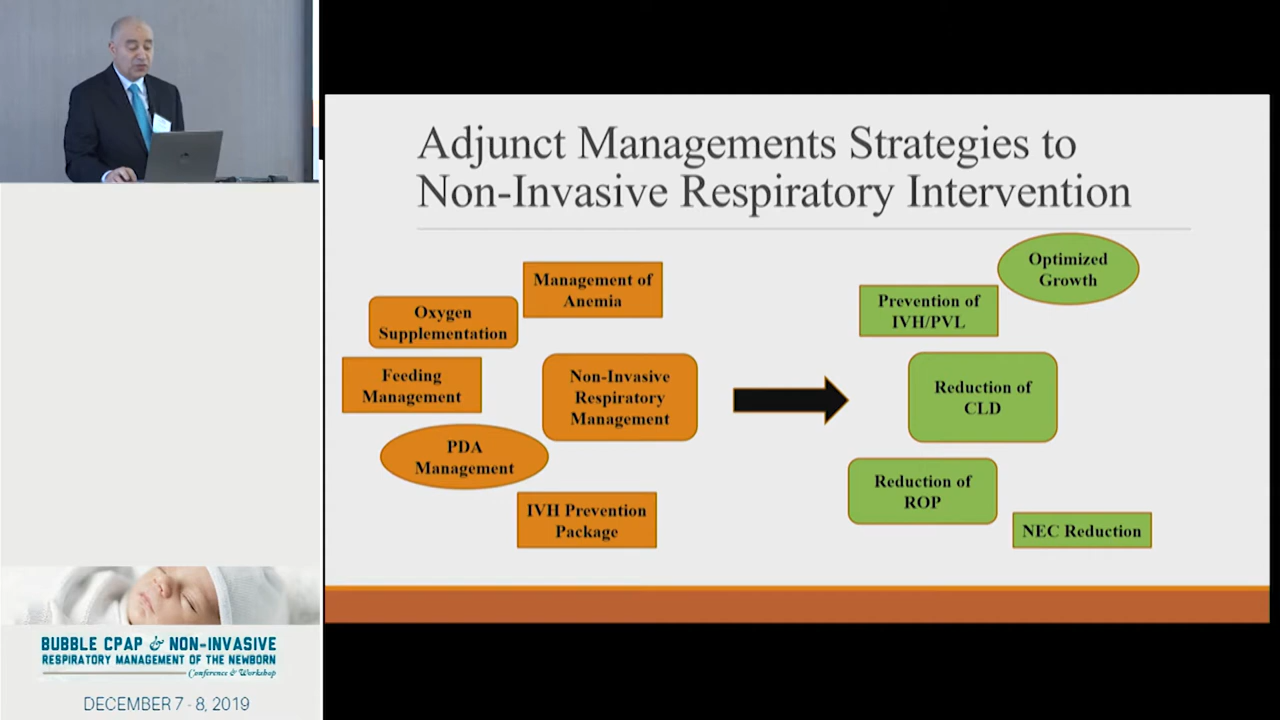 Adjunct Managements Strategies to
Non-Invasive Respiratory Intervention
Management of
Anemia
Oxygen
Supplementation
Feeding
Management
Non-Invasive
Respiratory
Management
PDA
Management
IVH Prevention
Package
Optimized
Growth
Prevention of
IVH/PVL
Reduction of
CLD
Reduction of
ROP
NEC Reduction
BUBBLE CPAP & NON-INVASIVE
RESPIRATORY MANAGEMENT OF THE NEWBORN
Conference & Workshop
DECEMBER 7 - 8, 2019